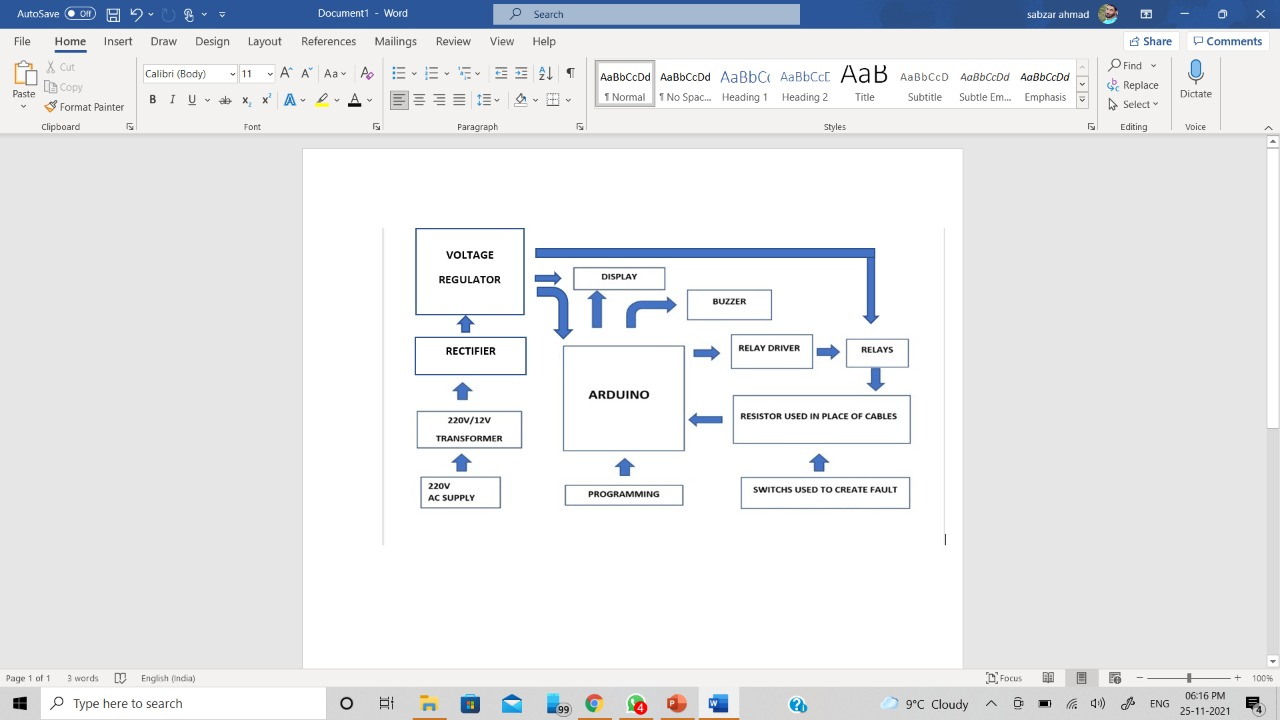 AutoSave Off
Document1 - Word
Search
sabzar ahmad
File Home Insert Draw Design Layout References Mailings Review View Help
Share Comments
Paste
Cut
Copy
Format Painter
Calibri (Body) 11
AaBbCcDd AaBbCcDd AaBbCc AaBbCcE AaB AaBbCcD AaBbCcDd AaBbCcDd
¶ Normal ¶ No Spac... Heading 1 Heading 2 Title Subtitle Subtle Em... Emphasis
Find
Replace
Select
Dictate
Clipboard Font Paragraph Styles Editing Voice
VOLTAGE
REGULATOR
DISPLAY
BUZZER
RECTIFIER
RELAY DRIVER
RELAYS
ARDUINO
220V/12V
TRANSFORMER
RESISTOR USED IN PLACE OF CABLES
220V
AC SUPPLY
PROGRAMMING
SWITCHS USED TO CREATE FAULT
Page 1 of 1 3 words English (India) Focus 100%
Type here to search
99
4
9°C Cloudy
ENG
06:16 PM
25-11-2021
4